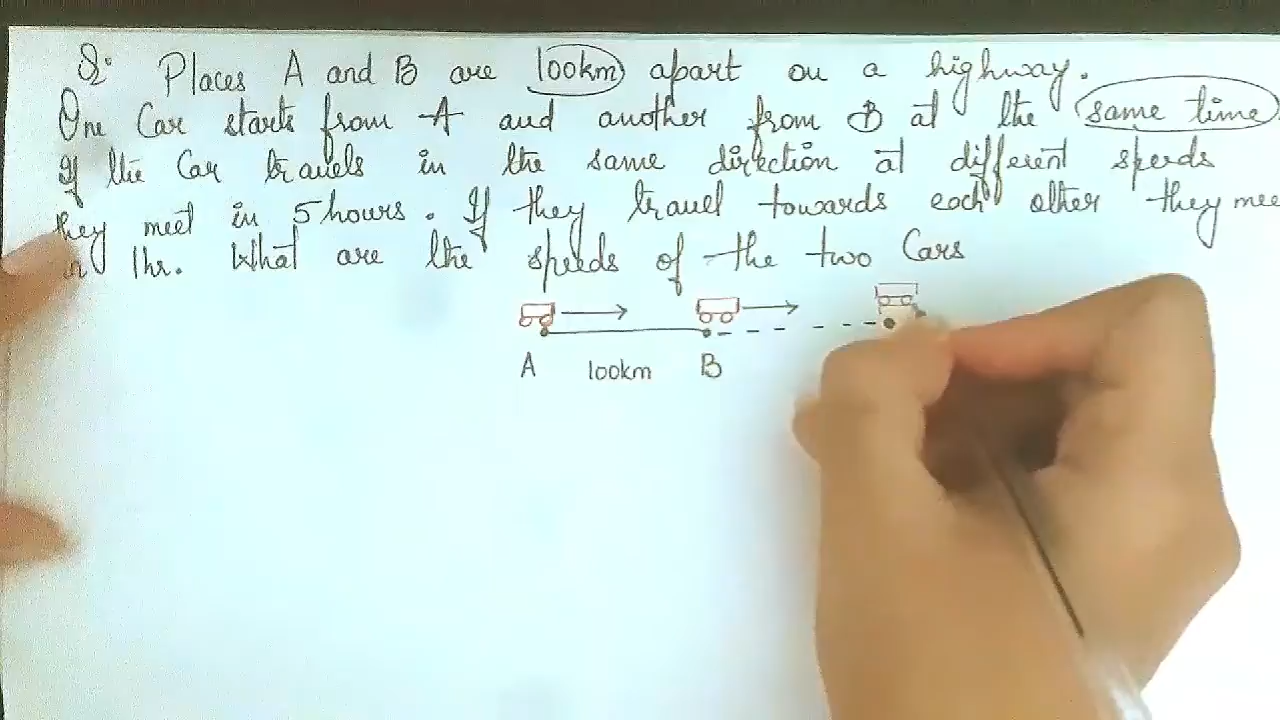 Q: Places A and B are 100km apart on a highway.
One Car starts from A and another from B at the same time
If the Car travels in the same direction at different speeds
they meet in 5 hours. If they travel towards each other they mee
in 1hr. What are the speeds of the two Cars
A 100km B